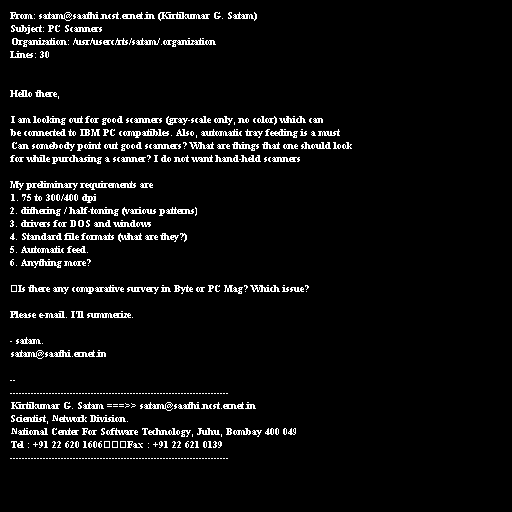 From: satam@saathi.ncst.ernet.in (Kirtikumar G. Satam)
Subject: PC Scanners
Organization: /usr/userc/rts/satam/.organization
Lines: 30
Hello there,
I am looking out for good scanners (gray-scale only, no color) which can
be connected to IBM PC compatibles. Also, automatic tray feeding is a must
Can somebody point out good scanners? What are things that one should look
for while purchasing a scanner? I do not want hand-held scanners
My preliminary requirements are
1. 75 to 300/400 dpi
2. dithering / half-toning (various patterns)
3. drivers for DOS and windows
4. Standard file formats (what are they?)
5. Automatic feed.
6. Anything more?
Is there any comparative survery in Byte or PC Mag? Which issue?
Please e-mail. I'll summerize.
- satam.
satam@saathi.ernet.in
--
-------------------------------------------------------------------------
Kirtikumar G. Satam ===>> satam@saathi.ncst.ernet.in
Scientist, Network Division.
National Center For Software Technology, Juhu, Bombay 400 049
Tel : +91 22 620 1606 Fax : +91 22 621 0139
-------------------------------------------------------------------------